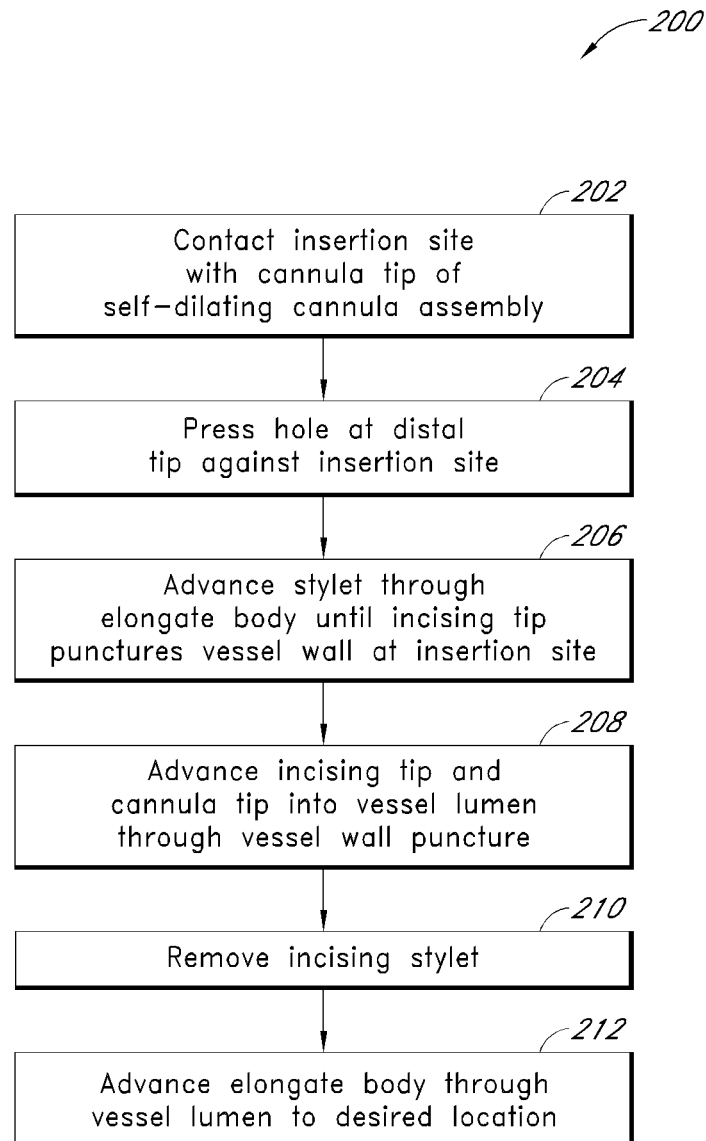 200
202
Contact insertion site
with cannula tip of
self-dilating cannula assembly
204
Press hole at distal
tip against insertion site
206
Advance stylet through
elongate body until incising tip
punctures vessel wall at insertion site
208
Advance incising tip and
cannula tip into vessel lumen
through vessel wall puncture
210
Remove incising stylet
212
Advance elongate body through
vessel lumen to desired location